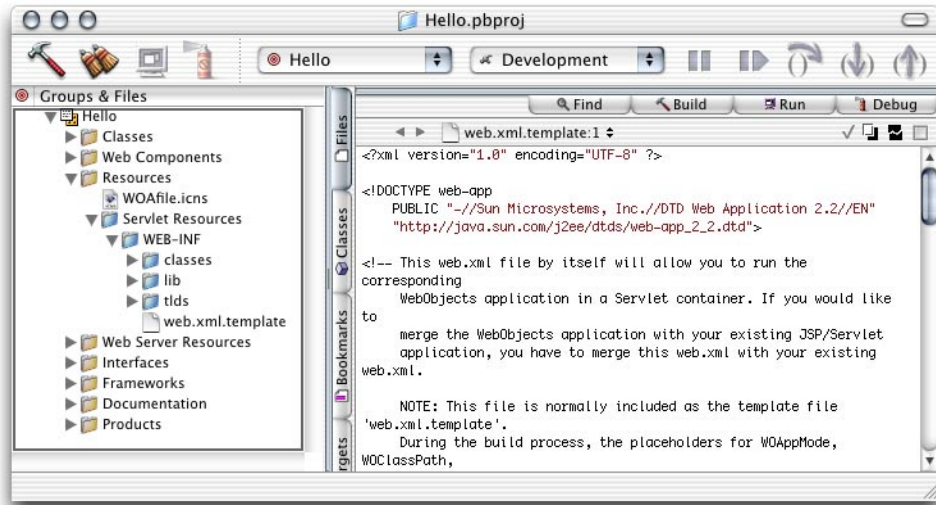 Hello.pbproj
Hello
Development
Groups & Files
Hello
Classes
Web Components
Resources
WOAfile.icns
Servlet Resources
WEB-INF
classes
lib
tlds
web.xml.template
Web Server Resources
Interfaces
Frameworks
Documentation
Products
Files
Classes
Bookmarks
rgets
Find
Build
Run
Debug
web.xml.template:1
<?xml version="1.0" encoding="UTF-8" ?>
<!DOCTYPE web-app
PUBLIC "-//Sun Microsystems, Inc.//DTD Web Application 2.2//EN"
"http://java.sun.com/j2ee/dtds/web-app_2_2.dtd">
<!-- This web.xml file by itself will allow you to run the
corresponding
WebObjects application in a Servlet container. If you would like
to
merge the WebObjects application with your existing JSP/Servlet
application, you have to merge this web.xml with your existing
web.xml.
NOTE: This file is normally included as the template file
'web.xml.template'.
During the build process, the placeholders for WOAppMode,
WOClassPath,